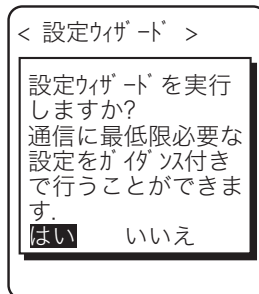 < 設定ｳｨｻﾞｰﾄﾞ >
設定ｳｨｻﾞｰﾄﾞを実行
しますか?
通信に最低限必要な
設定をｶﾞｲﾀﾞﾝｽ付き
で行うことができま
す.
はい いいえ